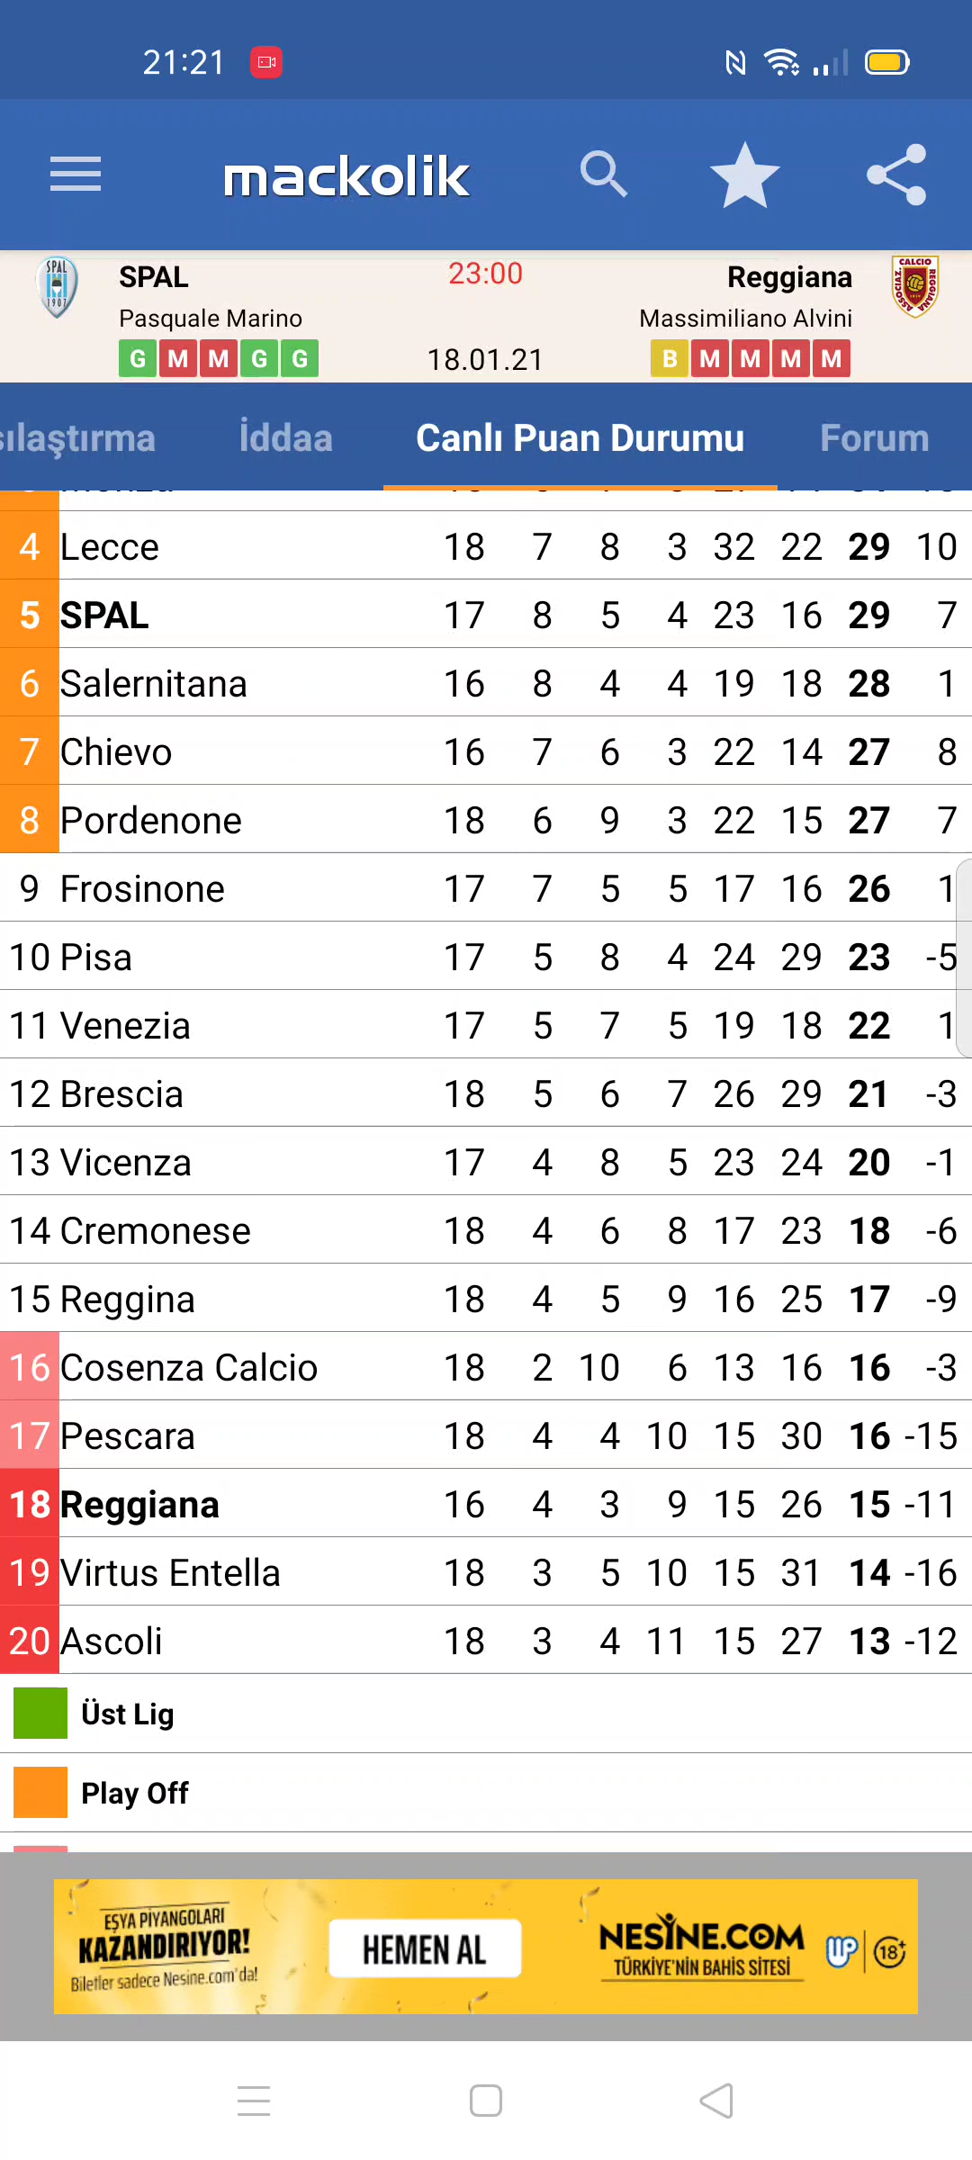 21:21
mackolik
SPAL 23:00 Reggiana
Pasquale Marino Massimiliano Alvini
G M M G G 18.01.21 B M M M M
sılaştırma İddaa Canlı Puan Durumu Forum
4 Lecce 18 7 8 3 32 22 29 10
5 SPAL 17 8 5 4 23 16 29 7
6 Salernitana 16 8 4 4 19 18 28 1
7 Chievo 16 7 6 3 22 14 27 8
8 Pordenone 18 6 9 3 22 15 27 7
9 Frosinone 17 7 5 5 17 16 26 1
10 Pisa 17 5 8 4 24 29 23 -5
11 Venezia 17 5 7 5 19 18 22 1
12 Brescia 18 5 6 7 26 29 21 -3
13 Vicenza 17 4 8 5 23 24 20 -1
14 Cremonese 18 4 6 8 17 23 18 -6
15 Reggina 18 4 5 9 16 25 17 -9
16 Cosenza Calcio 18 2 10 6 13 16 16 -3
17 Pescara 18 4 4 10 15 30 16 -15
18 Reggiana 16 4 3 9 15 26 15 -11
19 Virtus Entella 18 3 5 10 15 31 14 -16
20 Ascoli 18 3 4 11 15 27 13 -12
Üst Lig
Play Off
EŞYA PİYANGOLARI
KAZANDIRIYOR!
Biletler sadece Nesine.com'da!
HEMEN AL
NESİNE.COM
TÜRKİYE'NİN BAHİS SİTESİ
18+